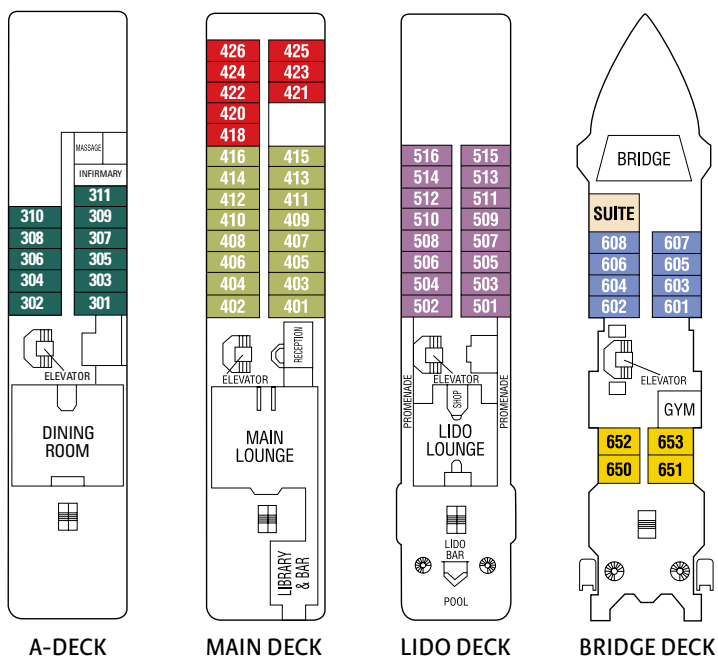 MASSAGE
INFIRMARY
311
310 309
308 307
306 305
304 303
302 301
ELEVATOR
DINING
ROOM
A-DECK
426 425
424 423
422 421
420
418
416 415
414 413
412 411
410 409
408 407
406 405
404 403
402 401
RECEPTION
ELEVATOR
MAIN
LOUNGE
LIBRARY
& BAR
MAIN DECK
516 515
514 513
512 511
510 509
508 507
506 505
504 503
502 501
ELEVATOR
PROMENADE
SHOP
PROMENADE
LIDO
LOUNGE
LIDO
BAR
POOL
LIDO DECK
BRIDGE
SUITE
608 607
606 605
604 603
602 601
ELEVATOR
GYM
652 653
650 651
BRIDGE DECK